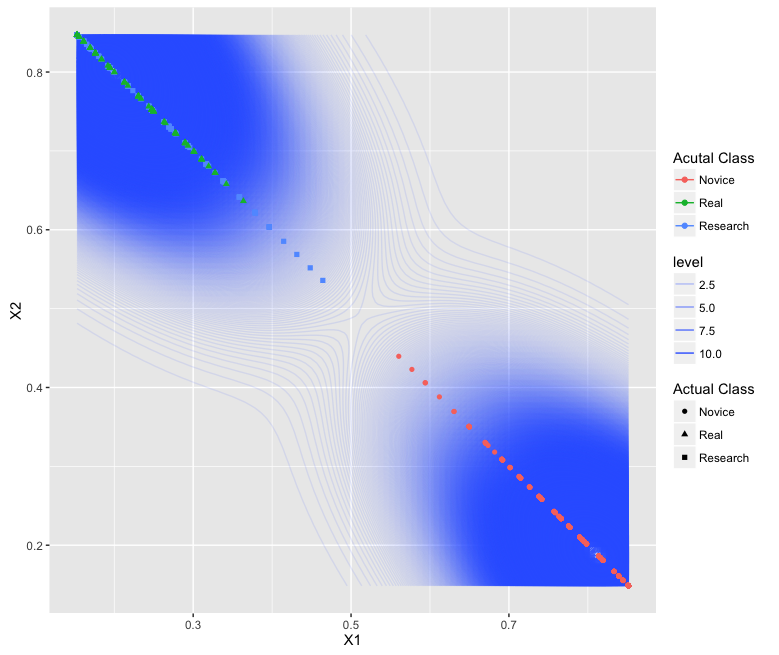 0.8
0.6
0.4
0.2
X2
0.3
0.5
0.7
X1
Acutal Class
Novice
Real
Research
level
2.5
5.0
7.5
10.0
Actual Class
Novice
Real
Research